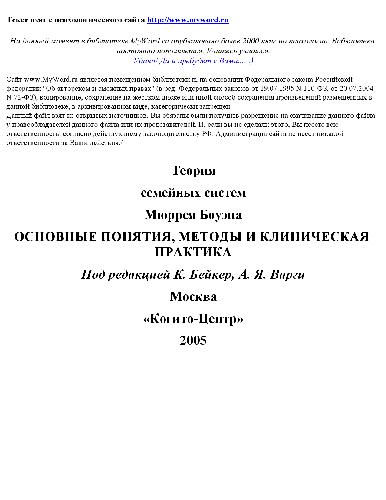 Текст взят с психологического сайта http://www.myword.ru
На данный момент в библиотеке MyWord.ru опубликовано более 2000 книг по психологии. Библиотека
постоянно пополняется. Учитесь учиться.
Удачи! Да и пребудет с Вами.... :)
Сайт www.MyWord.ru является помещением библиотеки и, на основании Федерального закона Российской
федерации "Об авторском и смежных правах" (в ред. Федеральных законов от 19.07.1995 N 110-ФЗ, от 20.07.2004
N 72-ФЗ), копирование, сохранение на жестком диске или иной способ сохранения произведений размещенных в
данной библиотеке, в архивированном виде, категорически запрещен.
Данный файл взят из открытых источников. Вы обязаны были получить разрешение на скачивание данного файла
у правообладателей данного файла или их представителей. И, если вы не сделали этого, Вы несете всю
ответственность, согласно действующему законодательству РФ. Администрация сайта не несет никакой
ответственности за Ваши действия.
Теория
семейных систем
Мюррея Боуэна
ОСНОВНЫЕ ПОНЯТИЯ, МЕТОДЫ И КЛИНИЧЕСКАЯ
ПРАКТИКА
Под редакцией К. Бейкер, А. Я. Варги
Москва
«Когито-Центр»
2005